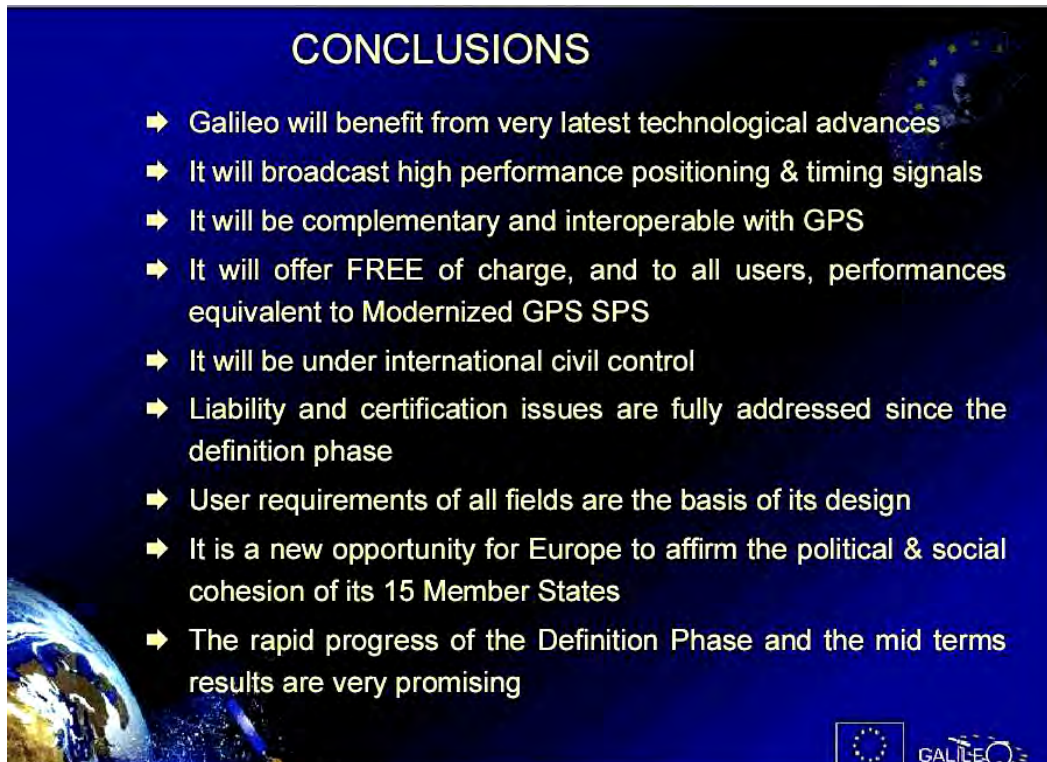 CONCLUSIONS
Galileo will benefit from very latest technological advances
It will broadcast high performance positioning & timing signals
It will be complementary and interoperable with GPS
It will offer FREE of charge, and to all users, performances
equivalent to Modernized GPS SPS
It will be under international civil control
Liability and certification issues are fully addressed since the
definition phase
User requirements of all fields are the basis of its design
It is a new opportunity for Europe to affirm the political & social
cohesion of its 15 Member States
The rapid progress of the Definition Phase and the mid terms
results are very promising
GALILEO